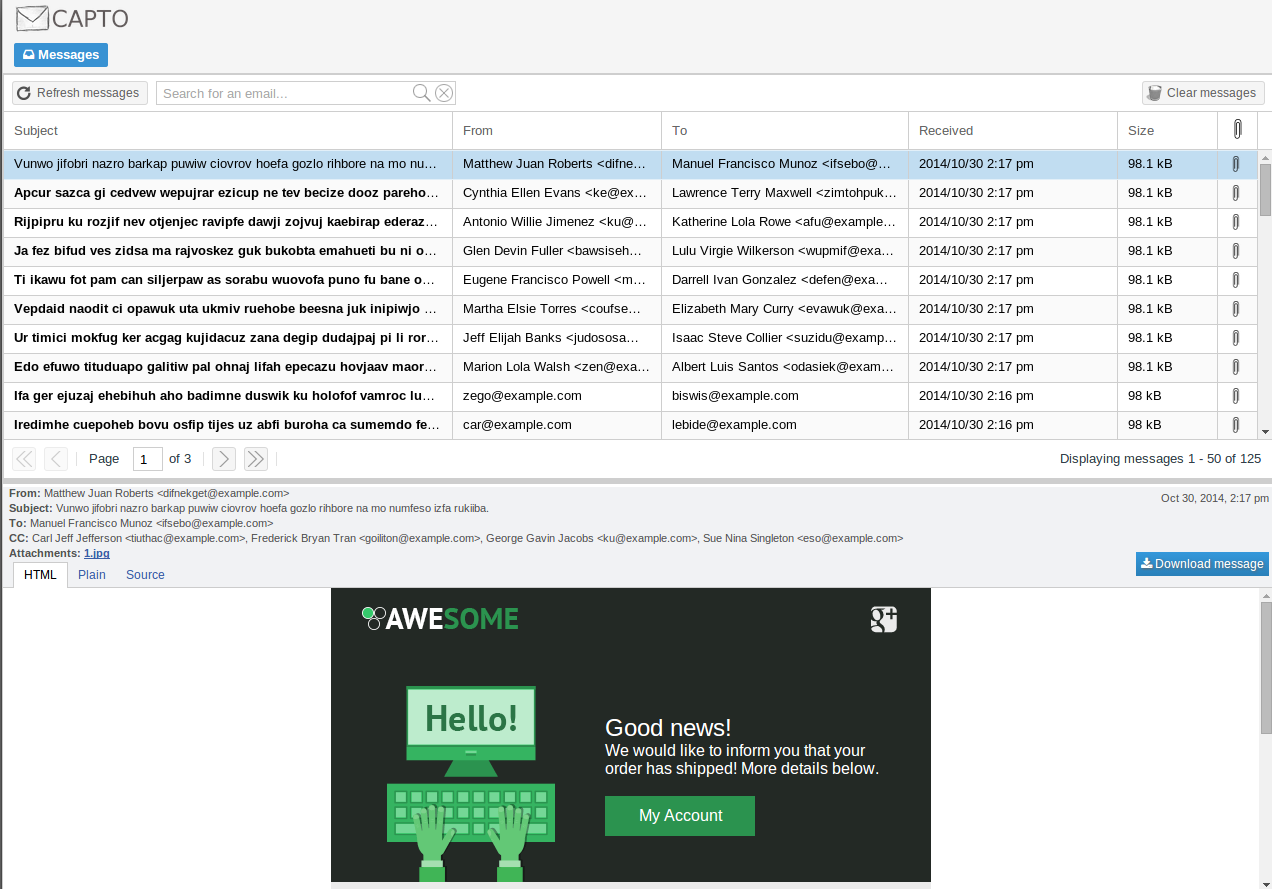 CAPTO
Messages
Refresh messages Search for an email... Clear messages
Subject From To Received Size
Vunwo jifobri nazro barkap puwiw ciovrov hoefa gozlo rihbore na mo nu... Matthew Juan Roberts <difne... Manuel Francisco Munoz <ifsebo@... 2014/10/30 2:17 pm 98.1 kB
Apcur sazca gi cedvew wepujrar ezicup ne tev becize dooz pareho... Cynthia Ellen Evans <ke@ex... Lawrence Terry Maxwell <zimtohpuk... 2014/10/30 2:17 pm 98.1 kB
Rijpipru ku rozjif nev otjenjec ravipfe dawji zojvuj kaebirap ederaz... Antonio Willie Jimenez <ku@... Katherine Lola Rowe <afu@example... 2014/10/30 2:17 pm 98.1 kB
Ja fez bifud ves zidsa ma rajvoskez guk bukobta emahueti bu ni o... Glen Devin Fuller <bawsiseh... Lulu Virgie Wilkerson <wupmif@exa... 2014/10/30 2:17 pm 98.1 kB
Ti ikawu fot pam can siljerpaw as sorabu wuovofa puno fu bane o... Eugene Francisco Powell <m... Darrell Ivan Gonzalez <defen@exa... 2014/10/30 2:17 pm 98.1 kB
Vepdaid naodit ci opawuk uta ukmiv ruehobe beesna juk inipiwjo ... Martha Elsie Torres <coufse... Elizabeth Mary Curry <evawuk@exa... 2014/10/30 2:17 pm 98.1 kB
Ur timici mokfug ker acgag kujidacuz zana degip dudajpaj pi li ror... Jeff Elijah Banks <judososa... Isaac Steve Collier <suzidu@examp... 2014/10/30 2:17 pm 98.1 kB
Edo efuwo tituduapo galitiw pal ohnaj lifah epecazu hovjaav maor... Marion Lola Walsh <zen@exa... Albert Luis Santos <odasiek@exam... 2014/10/30 2:17 pm 98.1 kB
Ifa ger ejuzaj ehebihuh aho badimne duswik ku holofof vamroc lu... zego@example.com biswis@example.com 2014/10/30 2:16 pm 98 kB
Iredimhe cuepoheb bovu osfip tijes uz abfi buroha ca sumemdo fe... car@example.com lebide@example.com 2014/10/30 2:16 pm 98 kB
Page 1 of 3 Displaying messages 1 - 50 of 125
From: Matthew Juan Roberts <difnekget@example.com> Oct 30, 2014, 2:17 pm
Subject: Vunwo jifobri nazro barkap puwiw ciovrov hoefa gozlo rihbore na mo numfeso izfa rukiiba.
To: Manuel Francisco Munoz <ifsebo@example.com>
CC: Carl Jeff Jefferson <tiuthac@example.com>, Frederick Bryan Tran <goiliton@example.com>, George Gavin Jacobs <ku@example.com>, Sue Nina Singleton <eso@example.com>
Attachments: 1.jpg
Download message
HTML Plain Source
AWESOME g+
Hello!
Good news!
We would like to inform you that your
order has shipped! More details below.
My Account